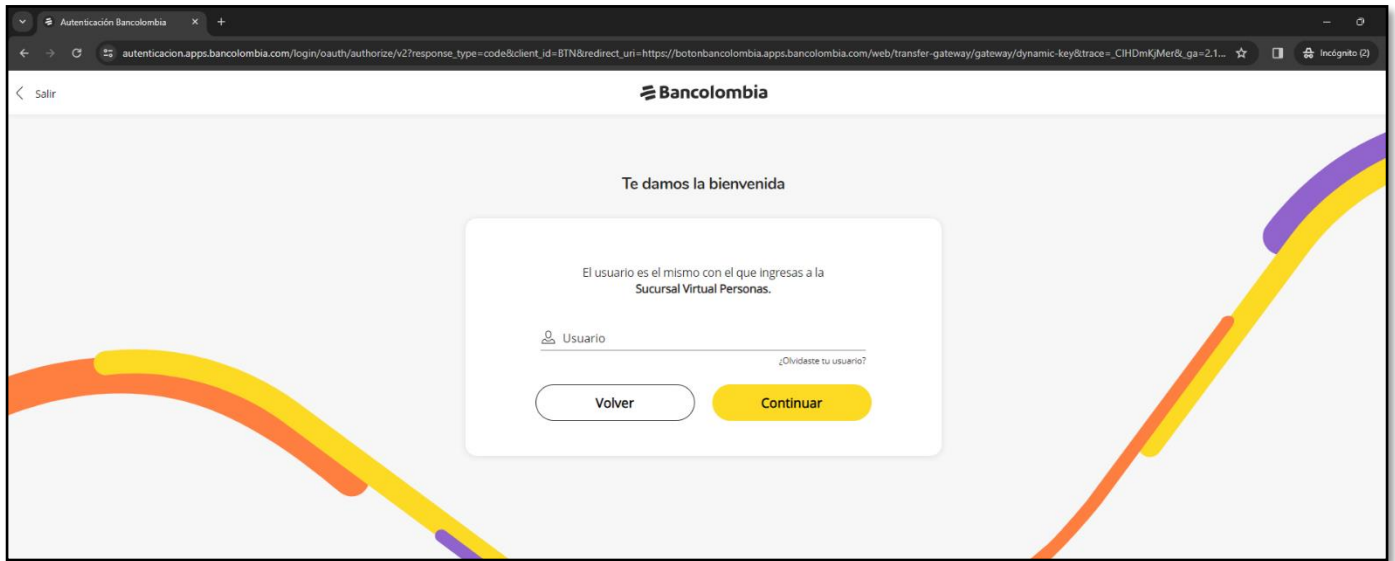 Autenticación Bancolombia
autenticacion.apps.bancolombia.com/login/oauth/authorize/v2?response_type=code&client_id=BTN&redirect_uri=https://botonbancolombia.apps.bancolombia.com/web/transfer-gateway/gateway/dynamic-key&trace=_CIHDmKjMer&_ga=2.1... Incógnito (2)
Salir
Bancolombia
Te damos la bienvenida
El usuario es el mismo con el que ingresas a la
Sucursal Virtual Personas.
Usuario
¿Olvidaste tu usuario?
Volver Continuar